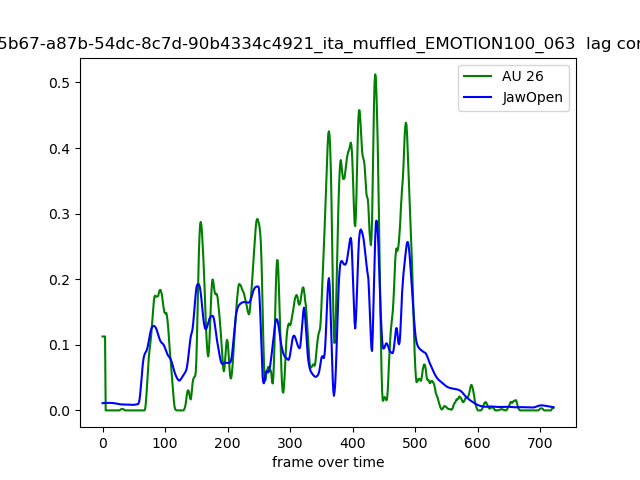 5b67-a87b-54dc-8c7d-90b4334c4921_ita_muffled_EMOTION100_063 lag cor
AU 26
JawOpen
0.5
0.4
0.3
0.2
0.1
0.0
0 100 200 300 400 500 600 700
frame over time